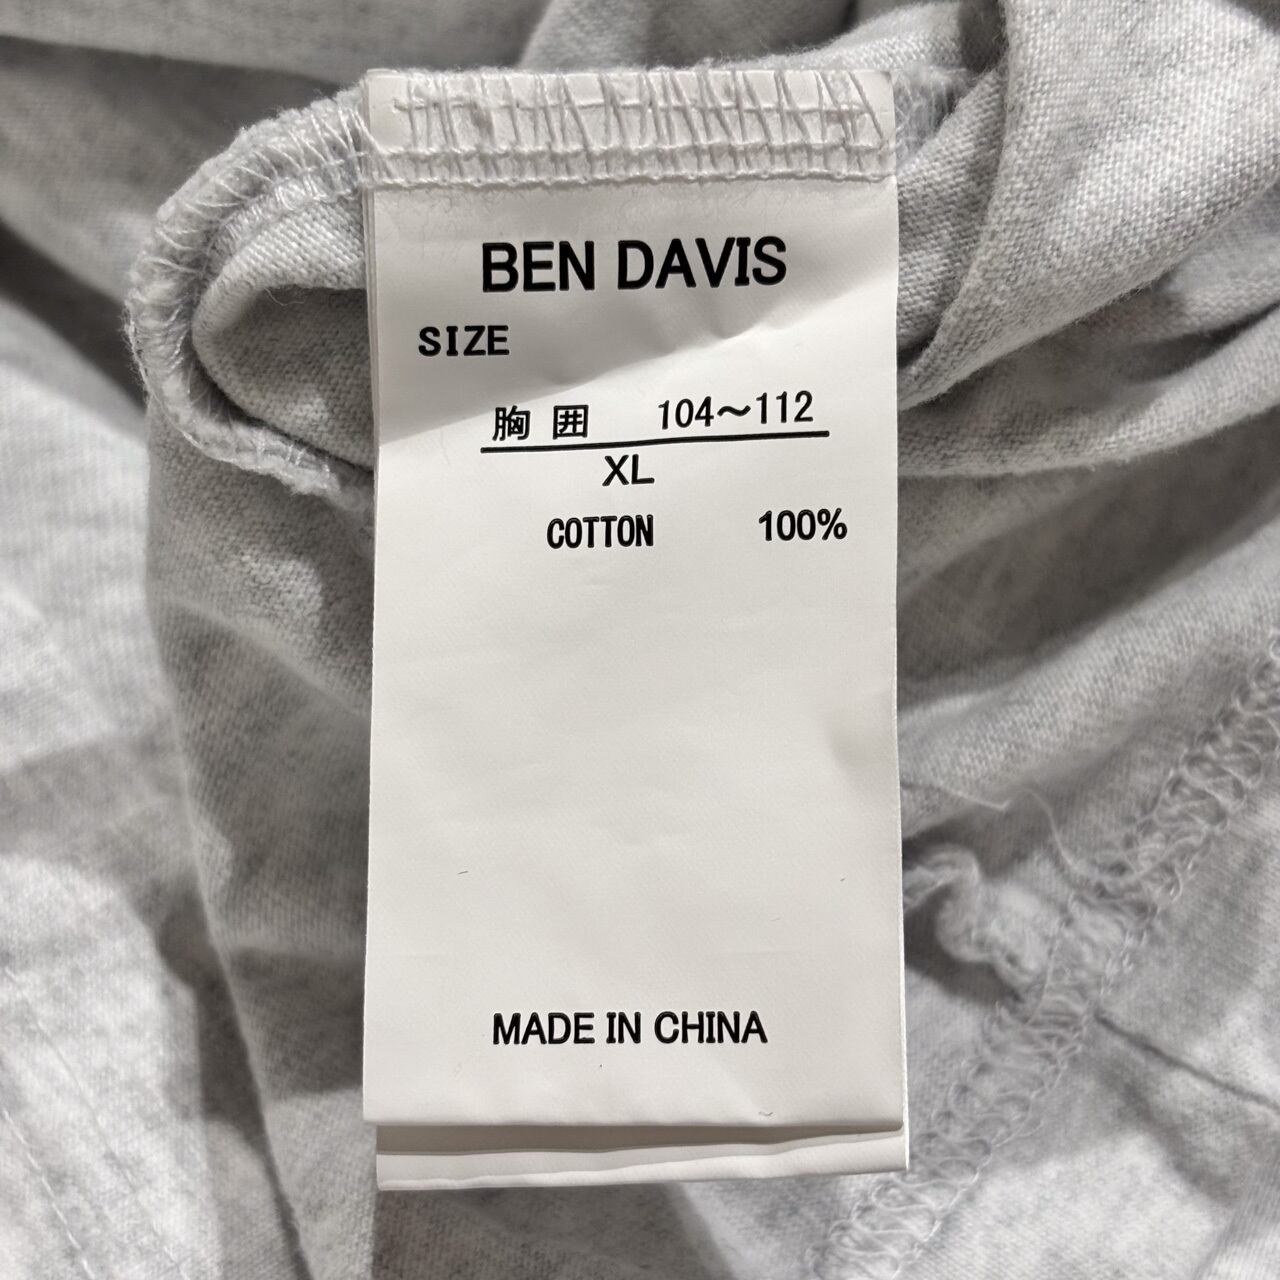 BEN DAVIS
SIZE
胸囲 104〜112
XL
COTTON 100%
MADE IN CHINA